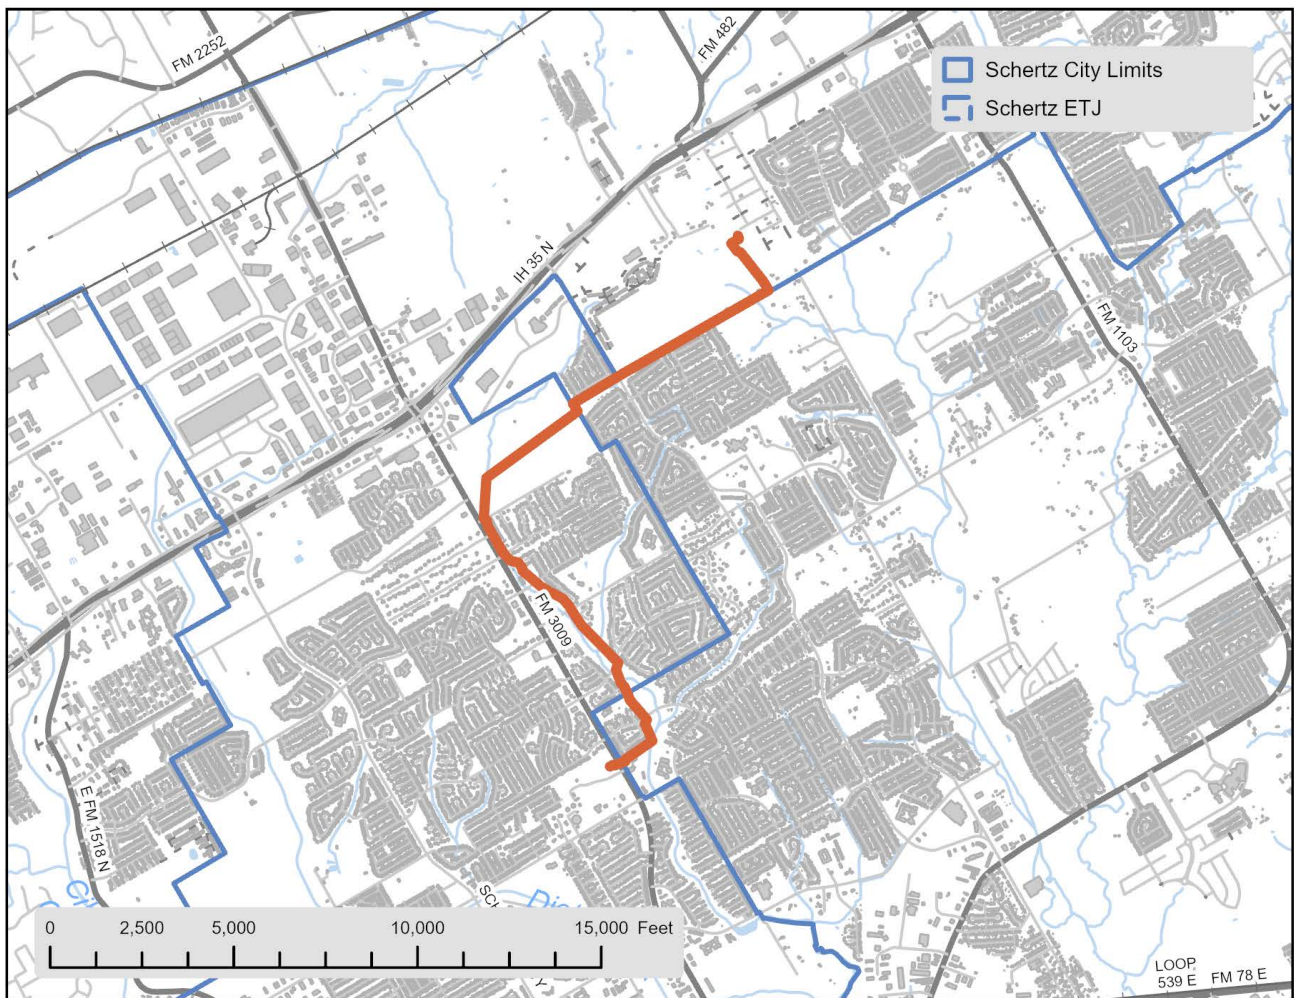 FM 2252
FM 482
Schertz City Limits
Schertz ETJ
IH 35 N
FM 1103
FM 3009
E FM 1518 N
0 2,500 5,000 10,000 15,000 Feet
LOOP
539 E FM 78 E